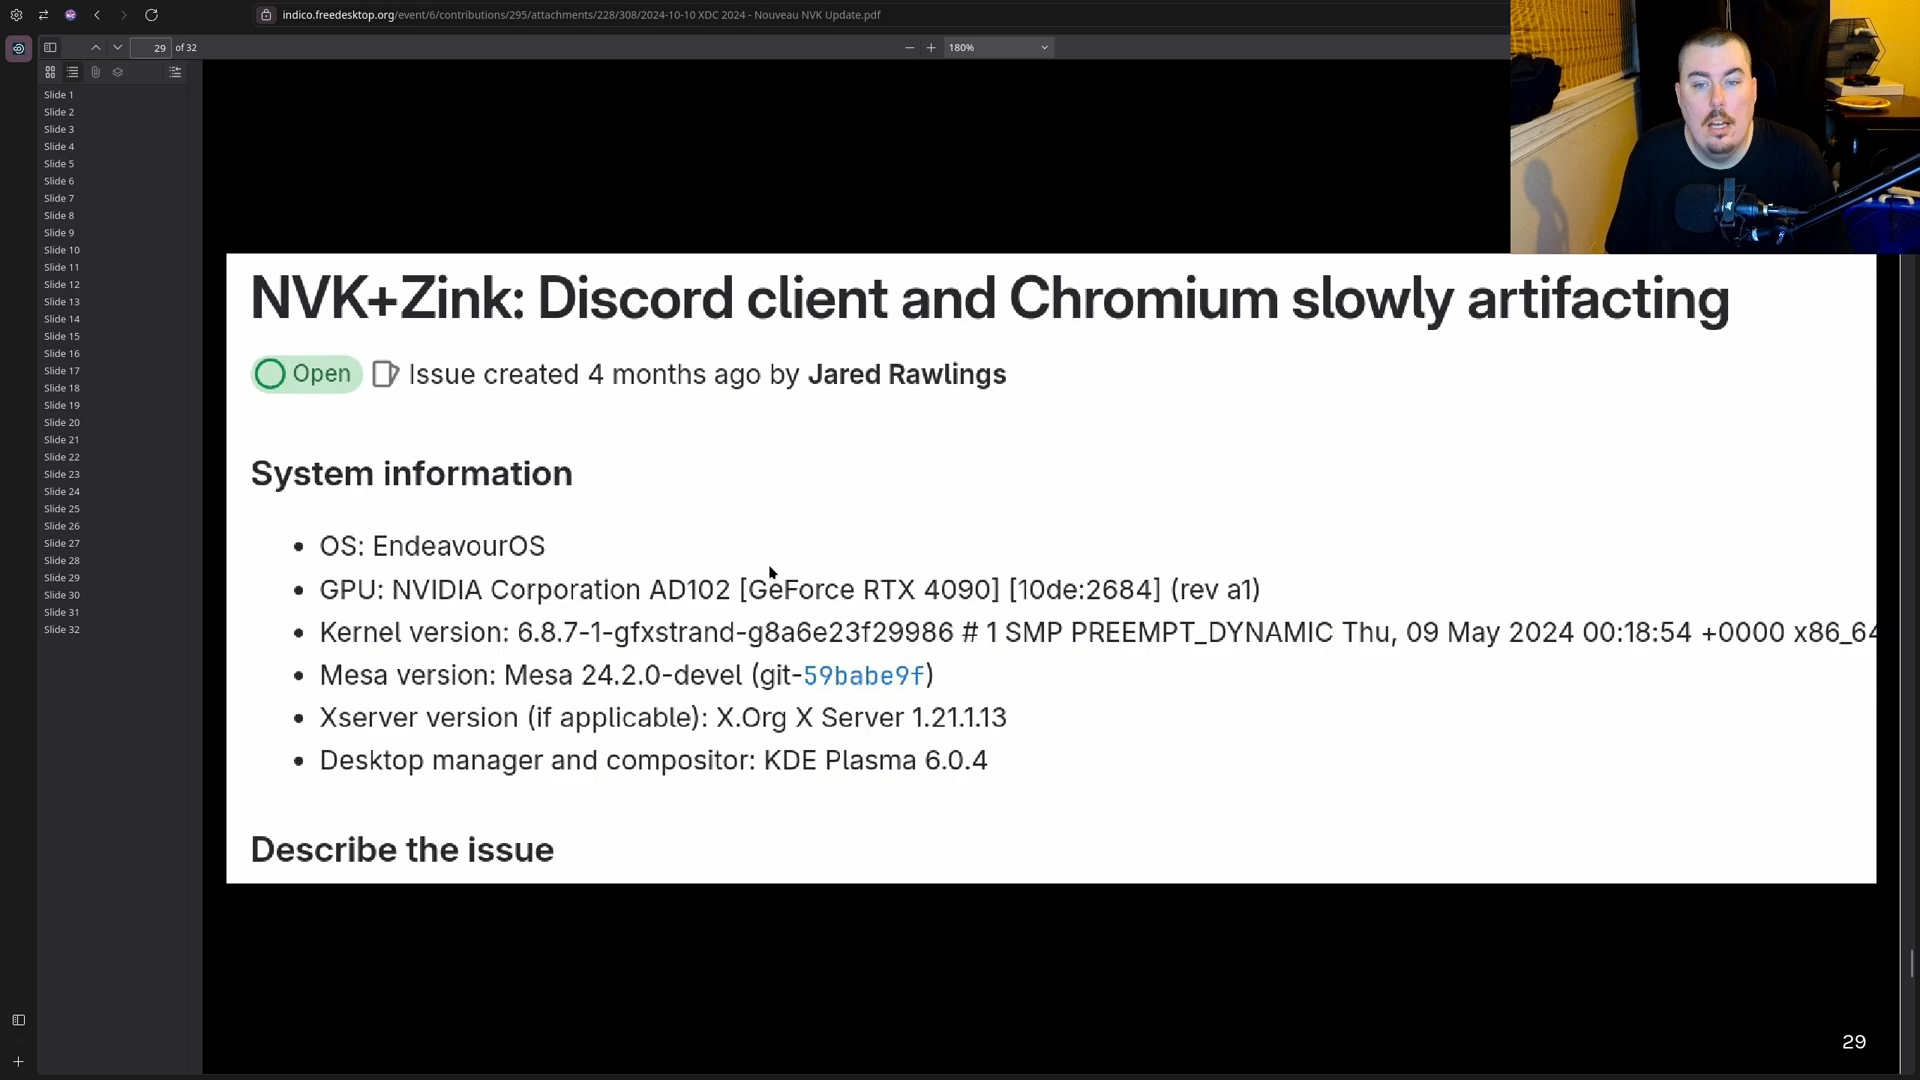 indico.freedesktop.org/event/6/contributions/295/attachments/228/308/2024-10-10 XDC 2024 - Nouveau NVK Update.pdf
29 of 32
180%
Slide 1
Slide 2
Slide 3
Slide 4
Slide 5
Slide 6
Slide 7
Slide 8
Slide 9
Slide 10
Slide 11
Slide 12
Slide 13
Slide 14
Slide 15
Slide 16
Slide 17
Slide 18
Slide 19
Slide 20
Slide 21
Slide 22
Slide 23
Slide 24
Slide 25
Slide 26
Slide 27
Slide 28
Slide 29
Slide 30
Slide 31
Slide 32
NVK+Zink: Discord client and Chromium slowly artifacting
Open Issue created 4 months ago by Jared Rawlings
System information
• OS: EndeavourOS
• GPU: NVIDIA Corporation AD102 [GeForce RTX 4090] [10de:2684] (rev a1)
• Kernel version: 6.8.7-1-gfxstrand-g8a6e23f29986 # 1 SMP PREEMPT_DYNAMIC Thu, 09 May 2024 00:18:54 +0000 x86_64
• Mesa version: Mesa 24.2.0-devel (git-59babe9f)
• Xserver version (if applicable): X.Org X Server 1.21.1.13
• Desktop manager and compositor: KDE Plasma 6.0.4
Describe the issue
29